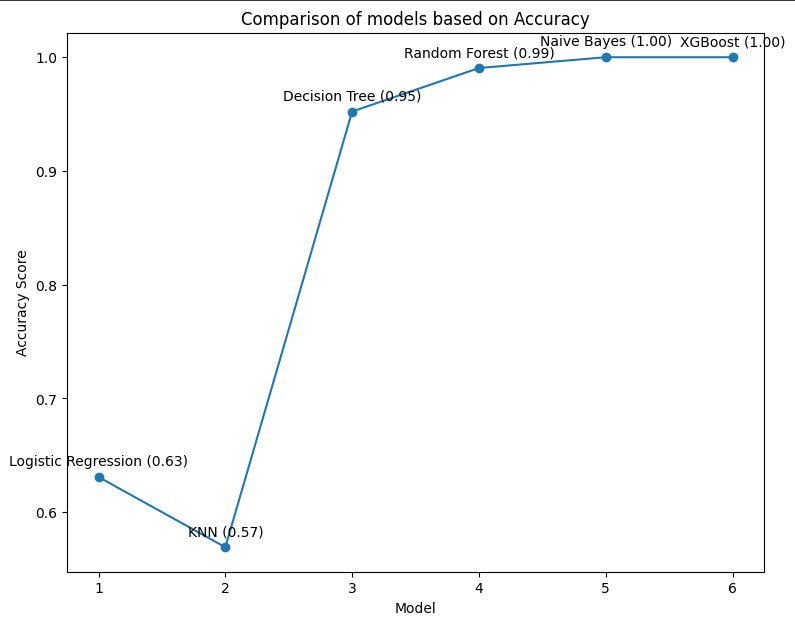 Comparison of models based on Accuracy
Naive Bayes (1.00)
XGBoost (1.00)
Random Forest (0.99)
Decision Tree (0.95)
Logistic Regression (0.63)
KNN (0.57)
1.0
0.9
0.8
0.7
0.6
Accuracy Score
1 2 3 4 5 6
Model